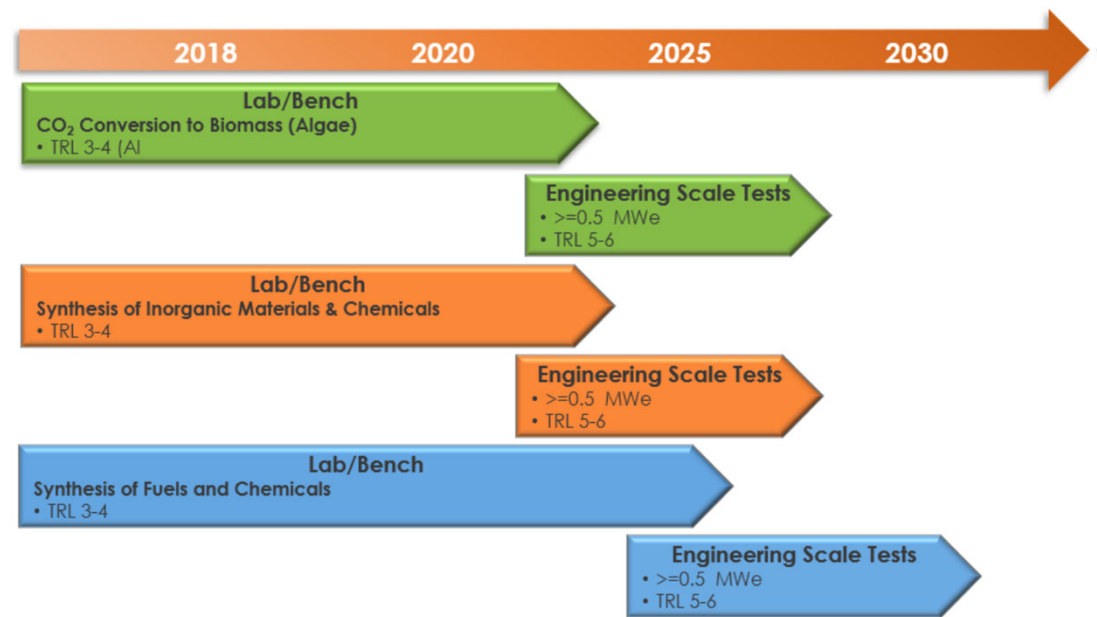 2018 2020 2025 2030
Lab/Bench
CO₂ Conversion to Biomass (Algae)
• TRL 3-4 (Al
Engineering Scale Tests
• >=0.5 MWe
• TRL 5-6
Lab/Bench
Synthesis of Inorganic Materials & Chemicals
• TRL 3-4
Engineering Scale Tests
• >=0.5 MWe
• TRL 5-6
Lab/Bench
Synthesis of Fuels and Chemicals
• TRL 3-4
Engineering Scale Tests
• >=0.5 MWe
• TRL 5-6